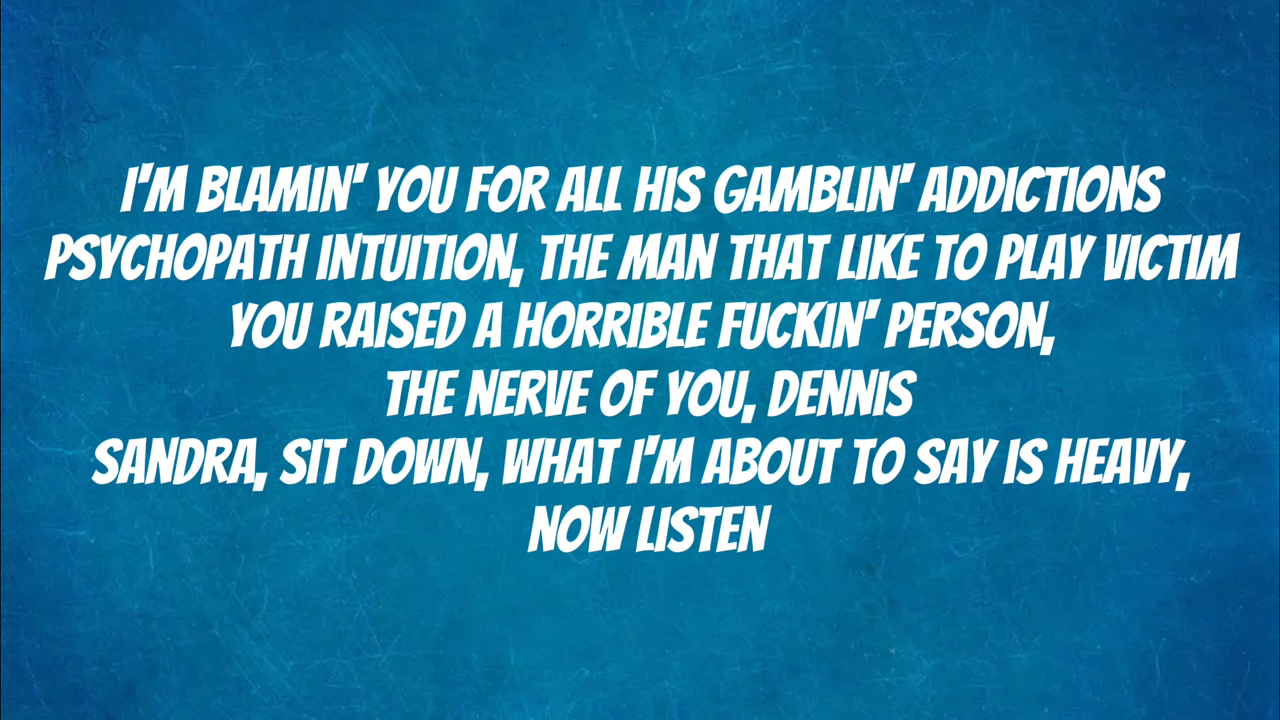 I'M BLAMIN' YOU FOR ALL HIS GAMBLIN' ADDICTIONS
PSYCHOPATH INTUITION, THE MAN THAT LIKE TO PLAY VICTIM
YOU RAISED A HORRIBLE FUCKIN' PERSON,
THE NERVE OF YOU, DENNIS
SANDRA, SIT DOWN, WHAT I'M ABOUT TO SAY IS HEAVY,
NOW LISTEN